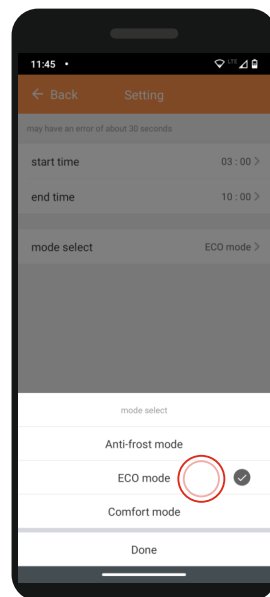 11:45
LTE
Back Setting
may have an error of about 30 seconds
start time 03 : 00
end time 10 : 00
mode select ECO mode
mode select
Anti-frost mode
ECO mode
Comfort mode
Done